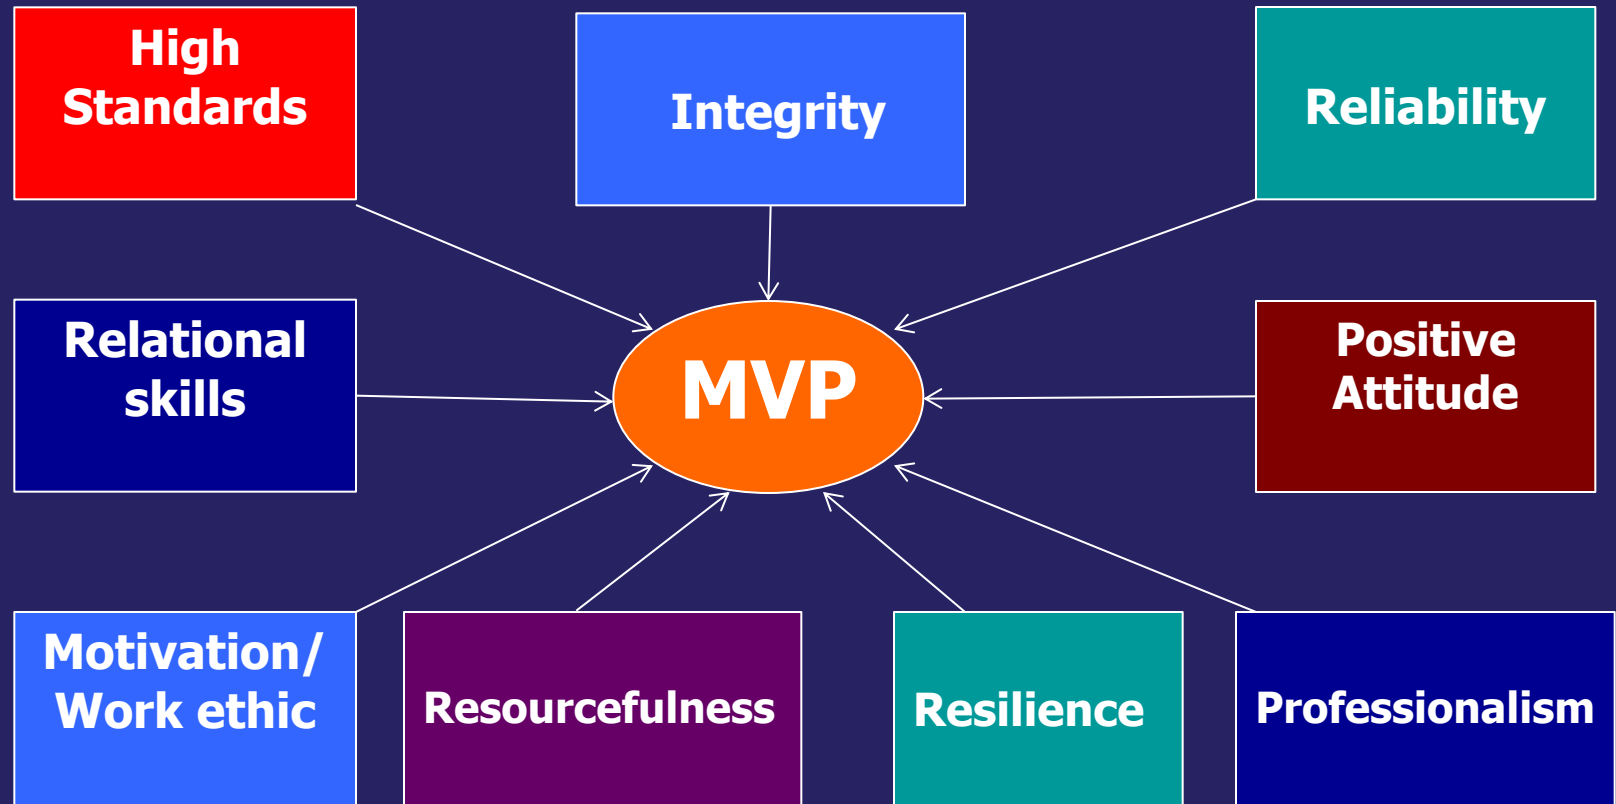 High
Standards
Integrity
Reliability
Relational
skills
MVP
Positive
Attitude
Motivation/
Work ethic
Resourcefulness
Resilience
Professionalism